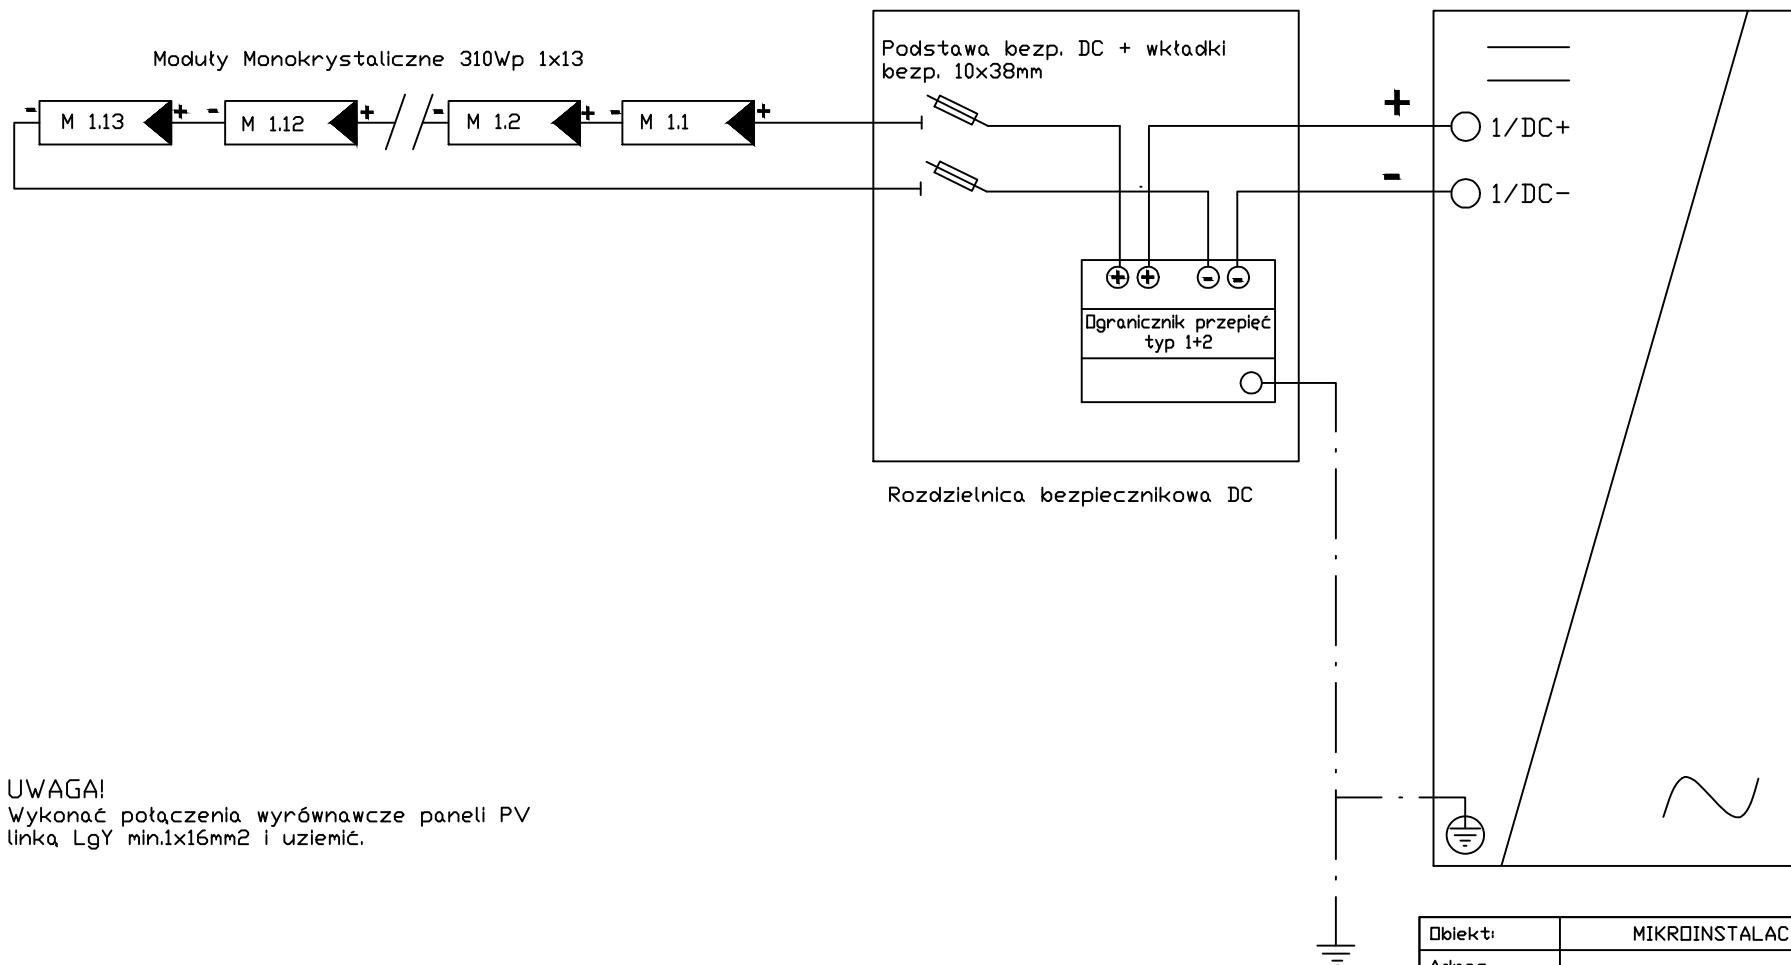 Moduły Monokrystaliczne 310Wp 1x13
- M 1.13 + - M 1.12 + - M 1.2 + - M 1.1 +
Podstawa bezp. DC + wkładki
bezp. 10x38mm
+
1/DC+
-
1/DC-
+ + - -
Ogranicznik przepięć
typ 1+2
Rozdzielnica bezpiecznikowa DC
UWAGA!
Wykonać połączenia wyrównawcze paneli PV
linką LgY min.1x16mm2 i uziemić.
Obiekt: MIKROINSTALAC